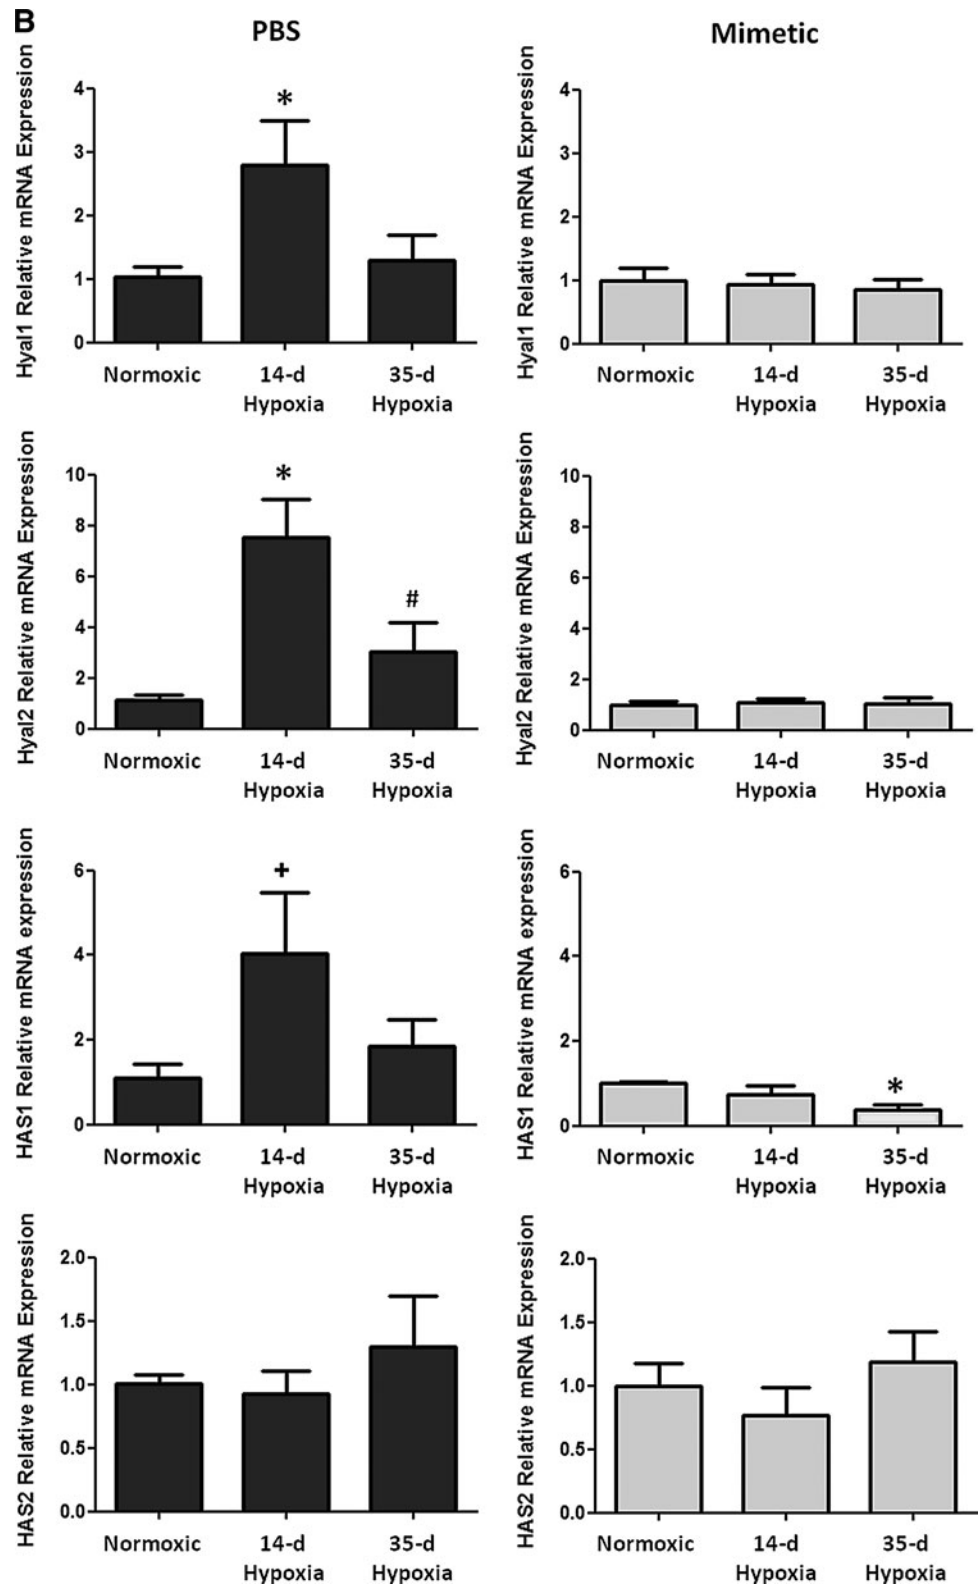 B
PBS
Mimetic
Hyal1 Relative mRNA Expression
4
3
2
1
0
*
Normoxic
14-d
Hypoxia
35-d
Hypoxia
Hyal1 Relative mRNA Expression
4
3
2
1
0
Normoxic
14-d
Hypoxia
35-d
Hypoxia
Hyal2 Relative mRNA Expression
10
8
6
4
2
0
*
#
Normoxic
14-d
Hypoxia
35-d
Hypoxia
Hyal2 Relative mRNA Expression
10
8
6
4
2
0
Normoxic
14-d
Hypoxia
35-d
Hypoxia
HAS1 Relative mRNA expression
6
4
2
0
+
Normoxic
14-d
Hypoxia
35-d
Hypoxia
HAS1 Relative mRNA expression
6
4
2
0
*
Normoxic
14-d
Hypoxia
35-d
Hypoxia
HAS2 Relative mRNA Expression
2.0
1.5
1.0
0.5
0.0
Normoxic
14-d
Hypoxia
35-d
Hypoxia
HAS2 Relative mRNA Expression
2.0
1.5
1.0
0.5
0.0
Normoxic
14-d
Hypoxia
35-d
Hypoxia